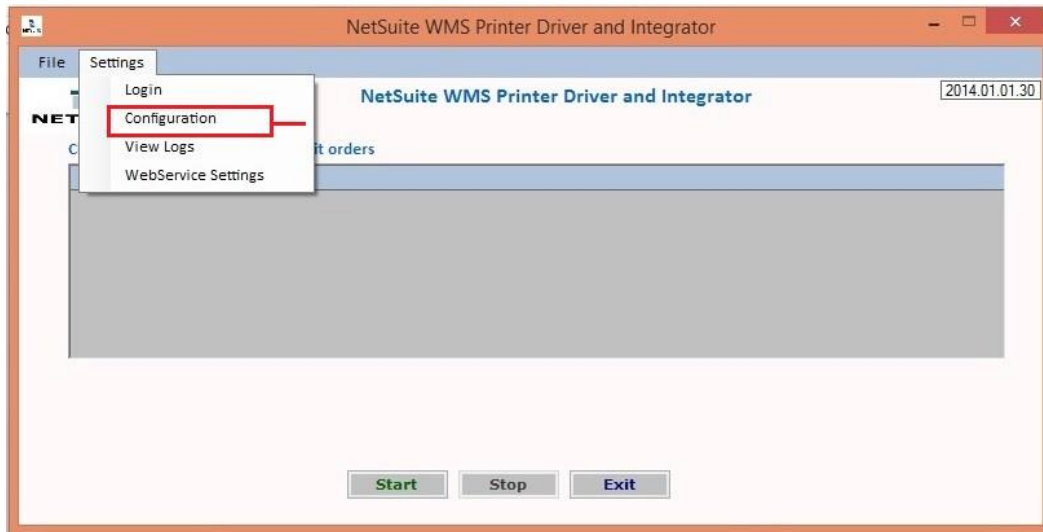 NetSuite WMS Printer Driver and Integrator
File Settings
Login
NetSuite WMS Printer Driver and Integrator
2014.01.01.30
NET
Configuration
View Logs
it orders
WebService Settings
Start Stop Exit